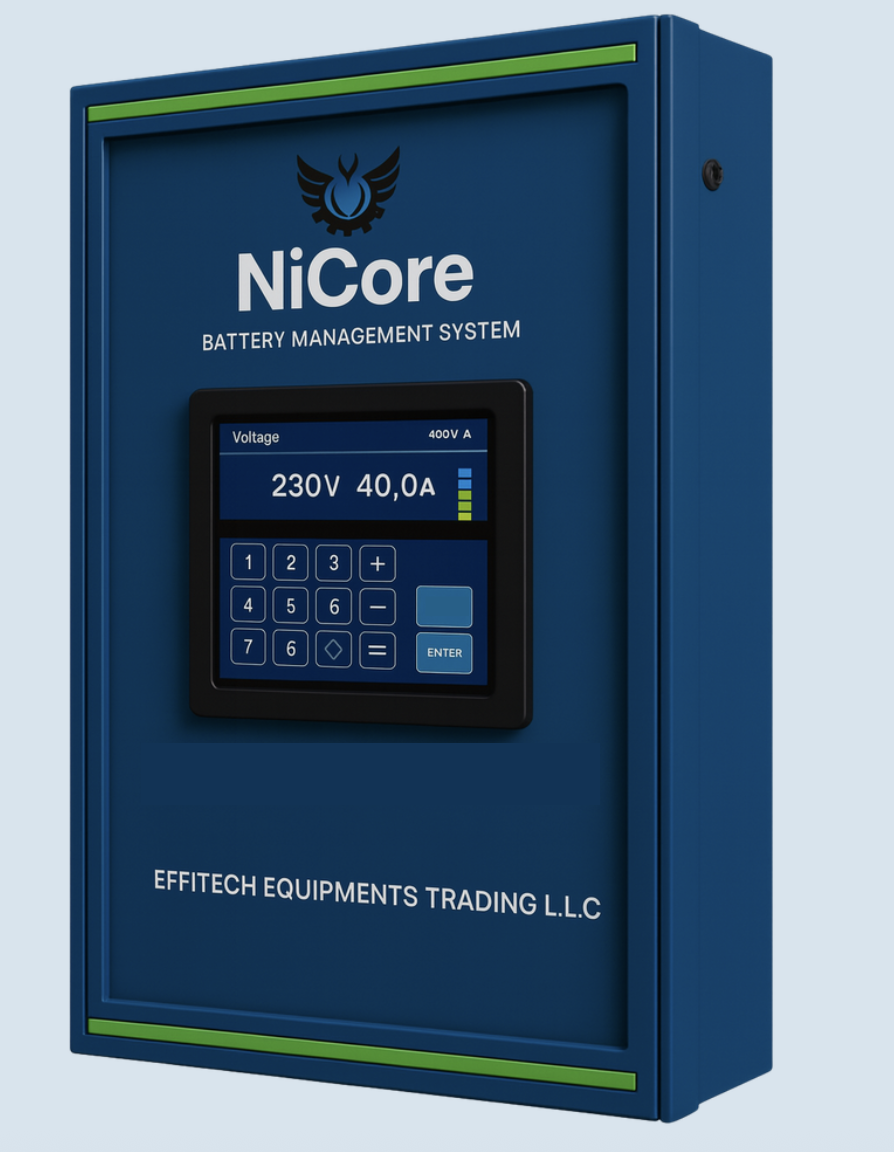 NiCore
BATTERY MANAGEMENT SYSTEM
Voltage 400V A
230V 40,0A
1 2 3 +
4 5 6 −
7 6 ◇ =
ENTER
EFFITECH EQUIPMENTS TRADING L.L.C